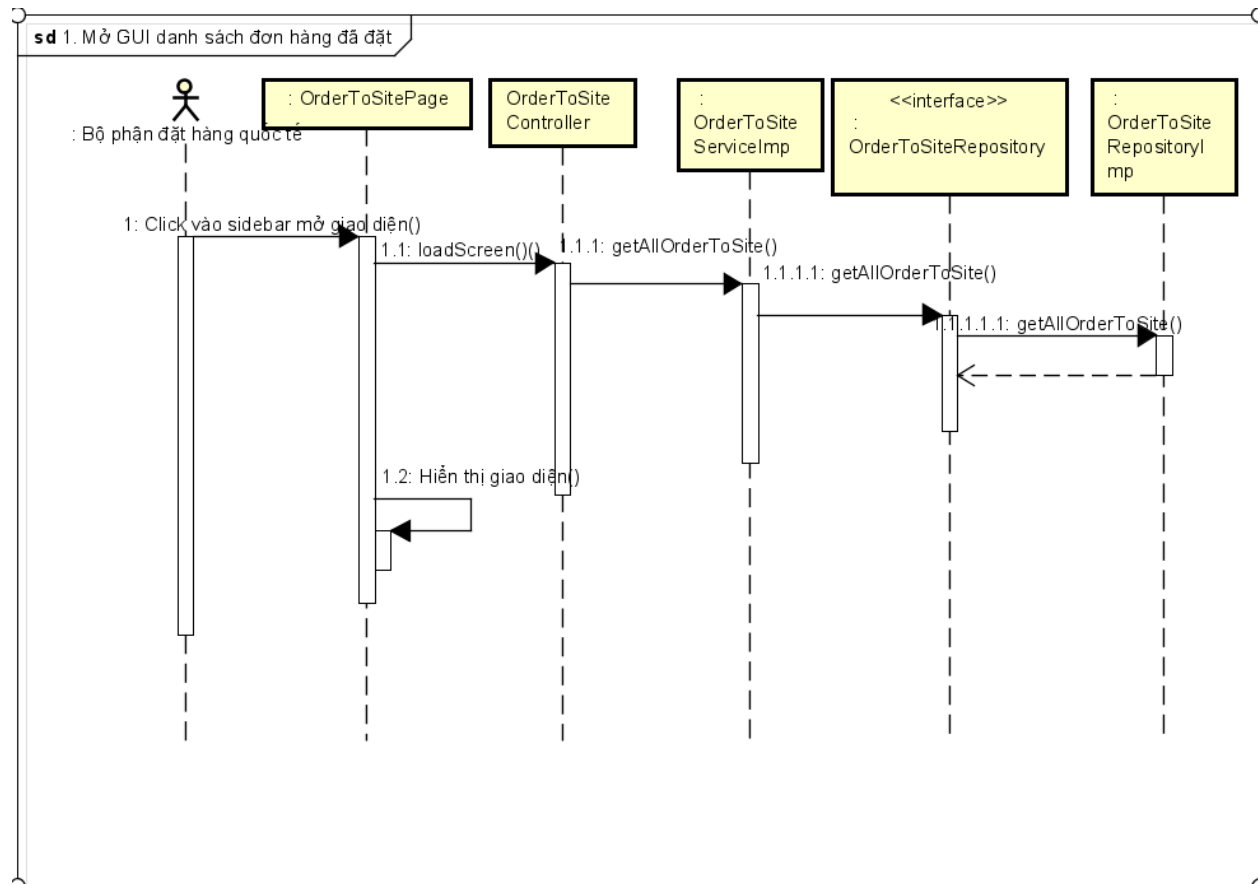 sd 1. Mở GUI danh sách đơn hàng đã đặt
: Bộ phận đặt hàng quốc tế
: OrderToSitePage
OrderToSite
Controller
:
OrderToSite
ServiceImp
<<interface>>
:
OrderToSiteRepository
:
OrderToSite
RepositoryI
mp
1: Click vào sidebar mở giao diện()
1.1: loadScreen()()
1.1.1: getAllOrderToSite()
1.1.1.1: getAllOrderToSite()
1.1.1.1.1: getAllOrderToSite()
1.2: Hiển thị giao diện()